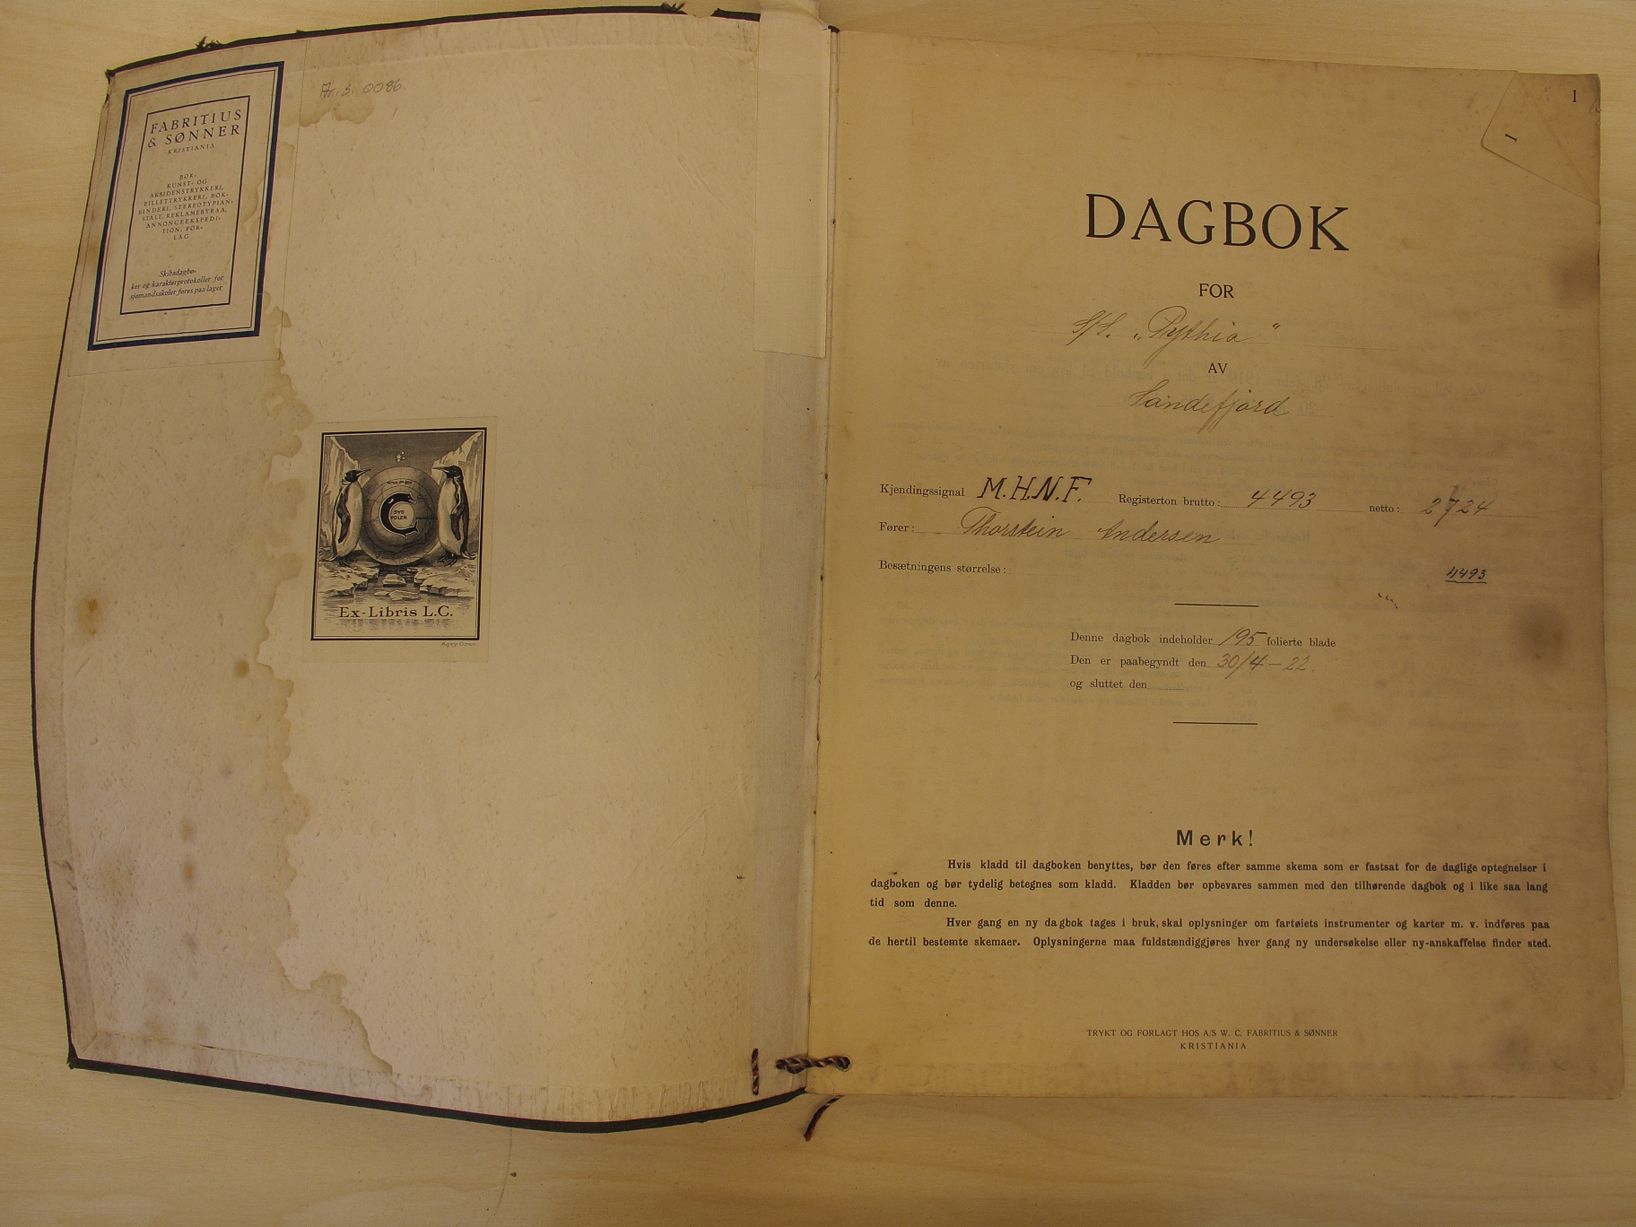 FABRITIUS
& SØNNER
KRISTIANIA
BOK-
KUNST- OG
AKSIDENSTRYKKERI,
BILLETTRYKKERI, BOK-
BINDERI, STEREOTYPIAN-
STALT, REKLAMEBYRAA,
ANNONCEEKSPEDI-
TION, FOR-
LAG
Skibsdagbø-
ker og karakterprotokoller for
sjømandsskoler føres paa lager
0086
C
SYD
POLEN
Ex-Libris L.C.
1
1
DAGBOK
FOR
S/S. „Pythia"
AV
Sandefjord
Kjendingssignal M.H.N.F. Registerton brutto: 4493 netto: 2724
Fører: Thorstein Andersen
Besætningens størrelse: 4493
Denne dagbok indeholder 195 folierte blade
Den er paabegyndt den 30/4-22.
og sluttet den
Merk!
Hvis kladd til dagboken benyttes, bør den føres efter samme skema som er fastsat for de daglige optegnelser i
dagboken og bør tydelig betegnes som kladd. Kladden bør opbevares sammen med den tilhørende dagbok og i like saa lang
tid som denne.
Hver gang en ny dagbok tages i bruk, skal oplysninger om fartøiets instrumenter og karter m. v. indføres paa
de hertil bestemte skemaer. Oplysningerne maa fuldstændiggjøres hver gang ny undersøkelse eller ny-anskaffelse finder sted.
TRYKT OG FORLAGT HOS A/S W. C. FABRITIUS & SØNNER
KRISTIANIA